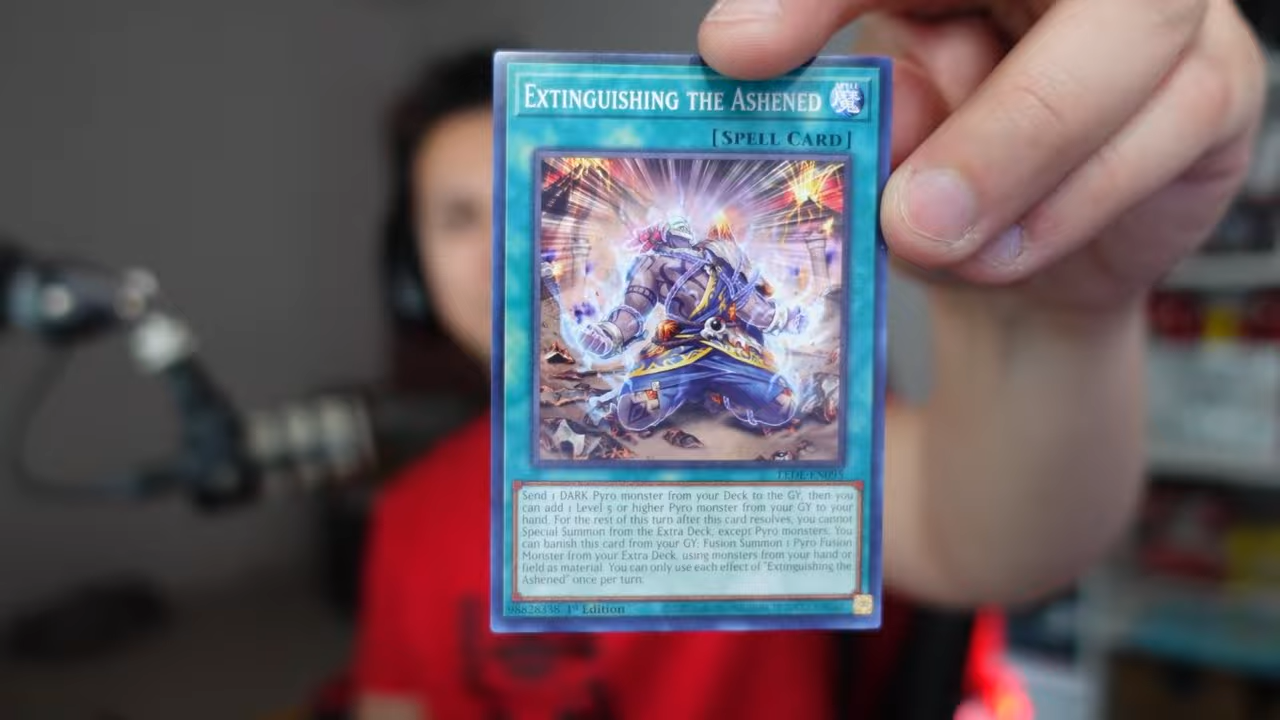 EXTINGUISHING THE ASHENED
SPELL
魔
[SPELL CARD]
LEDE-EN095
Send 1 DARK Pyro monster from your Deck to the GY, then you
can add 1 Level 5 or higher Pyro monster from your GY to your
hand. For the rest of this turn after this card resolves, you cannot
Special Summon from the Extra Deck, except Pyro monsters. You
can banish this card from your GY; Fusion Summon 1 Pyro Fusion
Monster from your Extra Deck, using monsters from your hand or
field as material. You can only use each effect of "Extinguishing the
Ashened" once per turn.
98828338 1st Edition